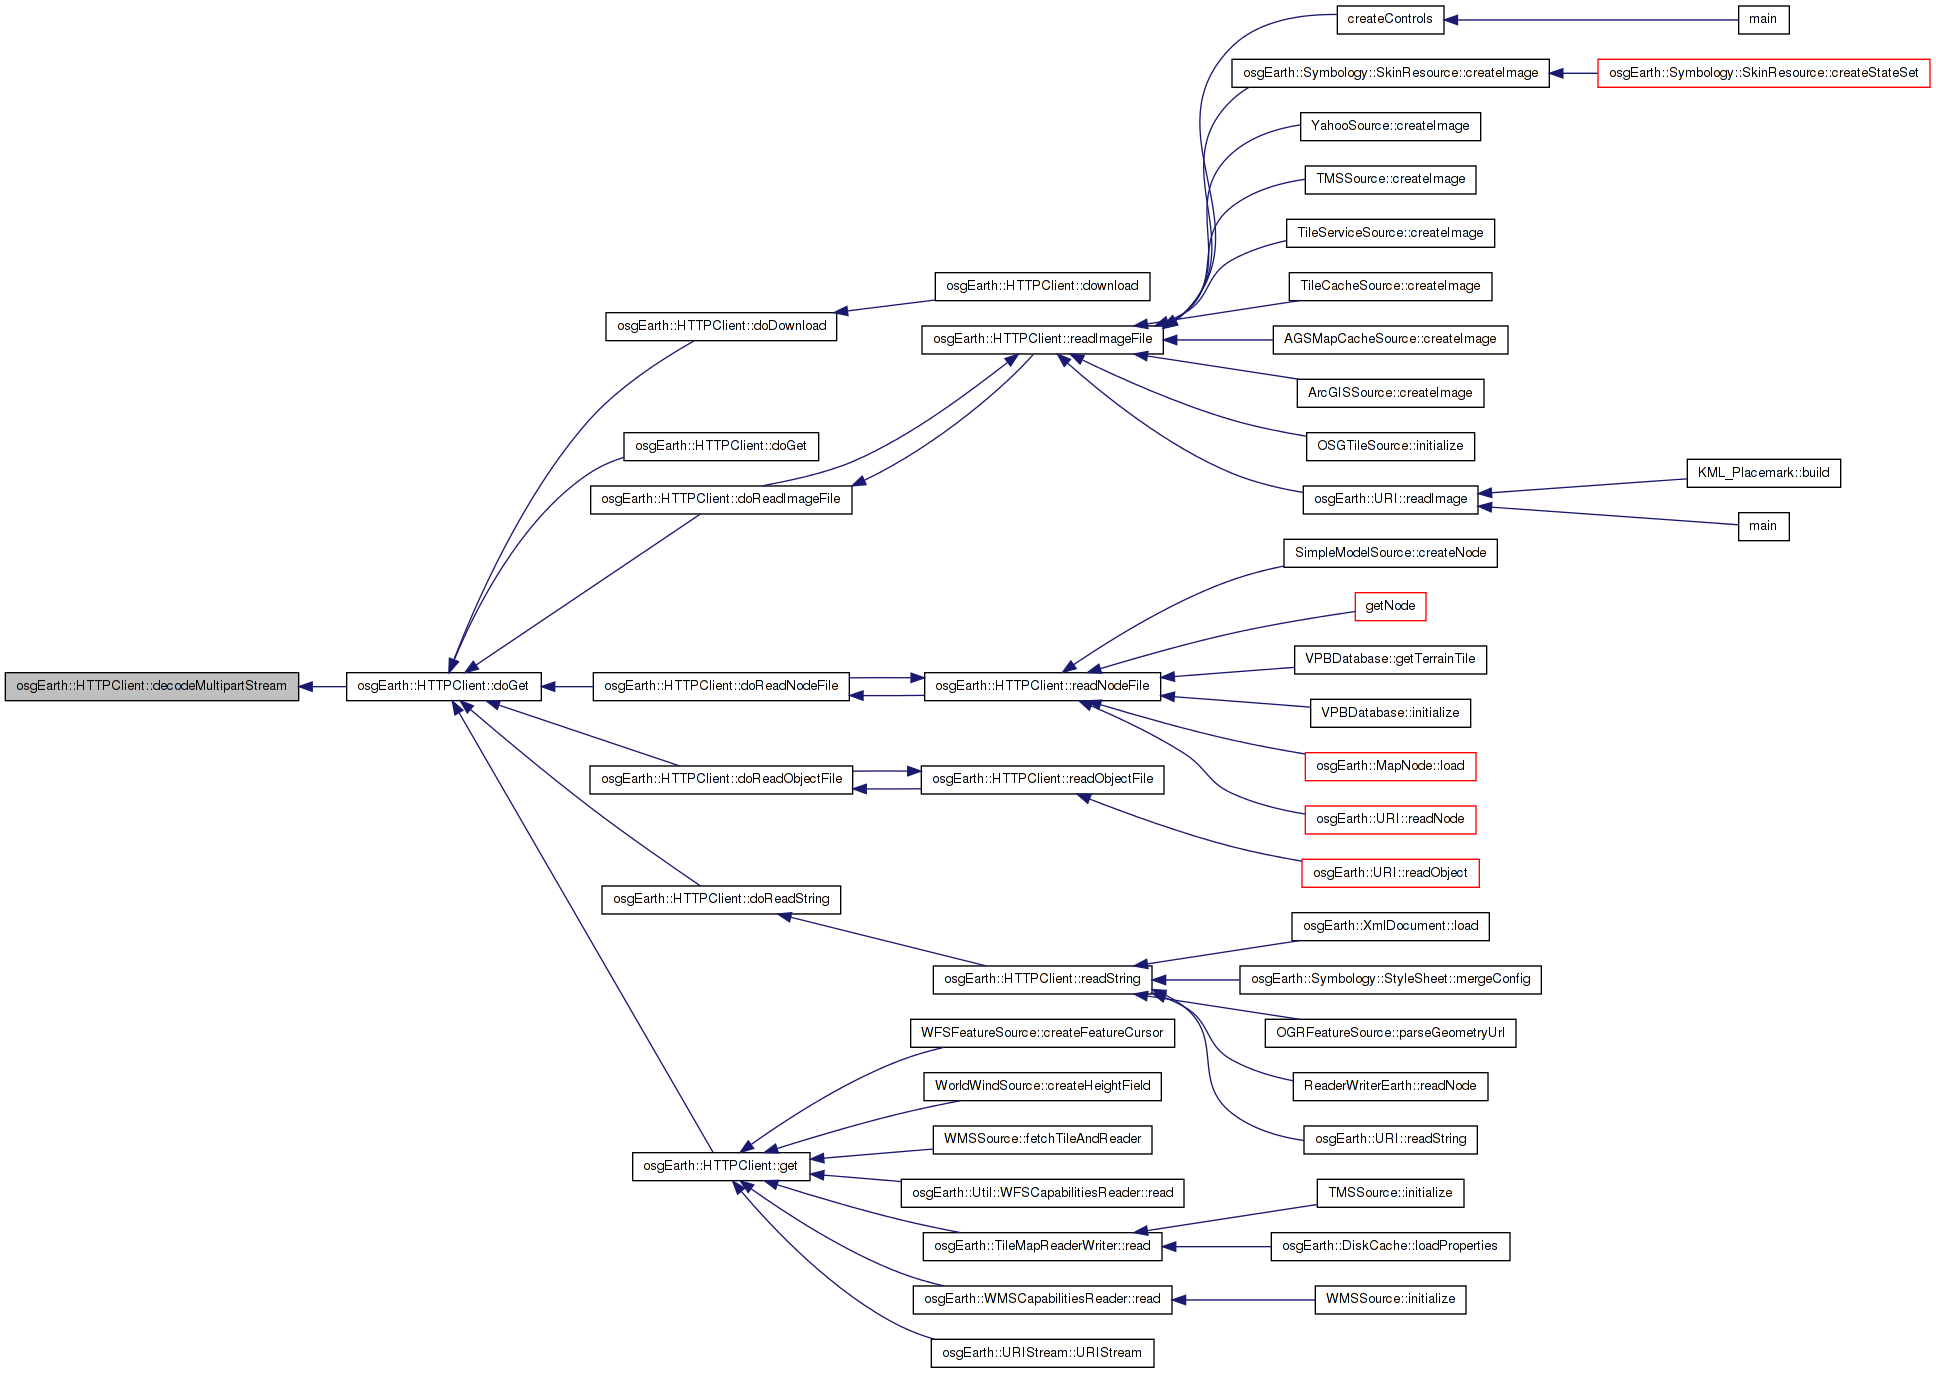 createControls
main
osgEarth::Symbology::SkinResource::createImage
osgEarth::Symbology::SkinResource::createStateSet
YahooSource::createImage
TMSSource::createImage
TileServiceSource::createImage
osgEarth::HTTPClient::download
TileCacheSource::createImage
osgEarth::HTTPClient::doDownload
osgEarth::HTTPClient::readImageFile
AGSMapCacheSource::createImage
ArcGISSource::createImage
osgEarth::HTTPClient::doGet
OSGTileSource::initialize
KML_Placemark::build
osgEarth::HTTPClient::doReadImageFile
osgEarth::URI::readImage
main
SimpleModelSource::createNode
getNode
VPBDatabase::getTerrainTile
osgEarth::HTTPClient::decodeMultipartStream
osgEarth::HTTPClient::doGet
osgEarth::HTTPClient::doReadNodeFile
osgEarth::HTTPClient::readNodeFile
VPBDatabase::initialize
osgEarth::MapNode::load
osgEarth::HTTPClient::doReadObjectFile
osgEarth::HTTPClient::readObjectFile
osgEarth::URI::readNode
osgEarth::URI::readObject
osgEarth::HTTPClient::doReadString
osgEarth::XmlDocument::load
osgEarth::HTTPClient::readString
osgEarth::Symbology::StyleSheet::mergeConfig
WFSFeatureSource::createFeatureCursor
OGRFeatureSource::parseGeometryUrl
WorldWindSource::createHeightField
ReaderWriterEarth::readNode
WMSSource::fetchTileAndReader
osgEarth::URI::readString
osgEarth::HTTPClient::get
osgEarth::Util::WFSCapabilitiesReader::read
TMSSource::initialize
osgEarth::TileMapReaderWriter::read
osgEarth::DiskCache::loadProperties
osgEarth::WMSCapabilitiesReader::read
WMSSource::initialize
osgEarth::URIStream::URIStream